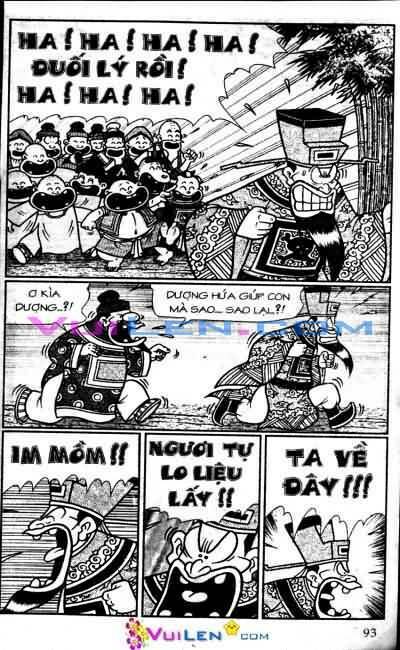 HA! HA! HA! HA!
ĐUỐI LÝ RỒI!
HA! HA! HA!
Ơ KÌA
DƯỢNG...?!
DƯỢNG HỨA GIÚP CON
MÀ SAO... SAO LẠI...?!
VuiLen.com
IM MỒM!!
NGƯƠI TỰ
LO LIỆU
LẤY!!
TA VỀ
ĐÂY!!!
93
VuiLen.com